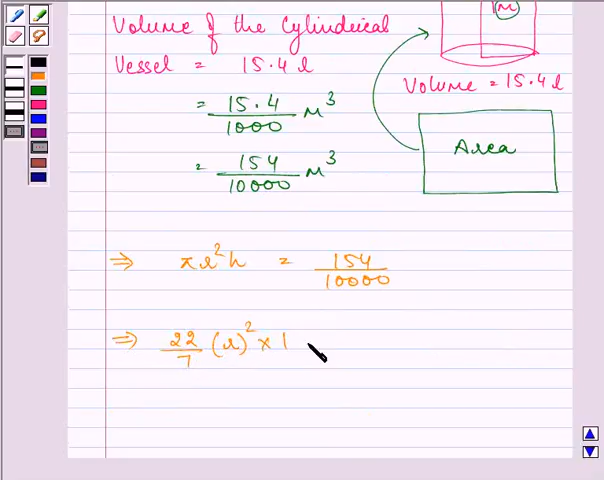 Volume of the Cylindrical
Vessel = 15.4 l
= 15.4/1000 M³
= 154/10000 M³
M
Volume = 15.4 l
Area
⇒ πr²h = 154/10000
⇒ 22/7 (r)² × 1